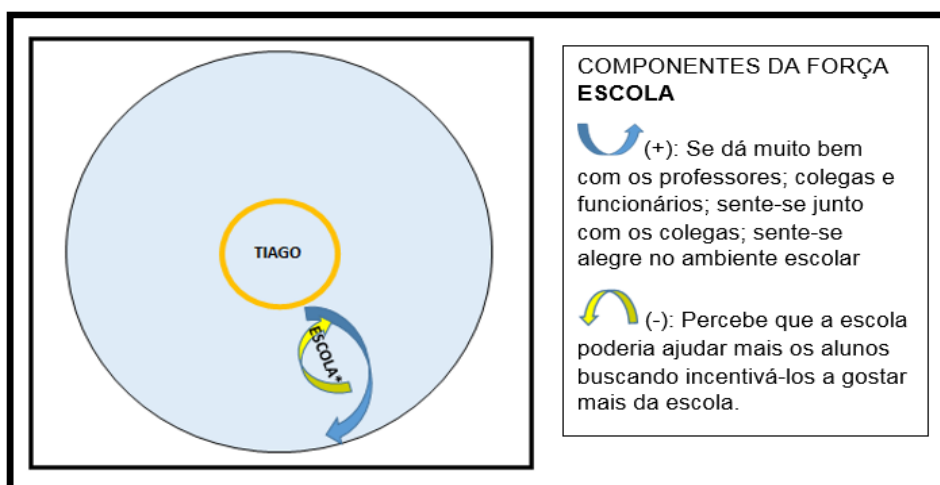 TIAGO
ESCOLA*
COMPONENTES DA FORÇA
ESCOLA
(+): Se dá muito bem
com os professores; colegas e
funcionários; sente-se junto
com os colegas; sente-se
alegre no ambiente escolar
(-): Percebe que a escola
poderia ajudar mais os alunos
buscando incentivá-los a gostar
mais da escola.